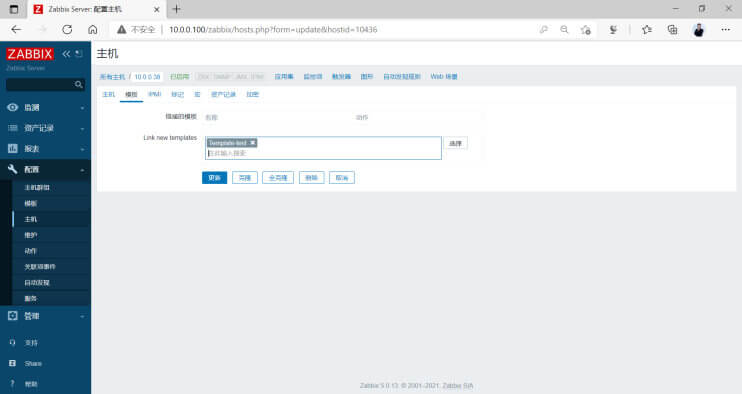 Zabbix Server: 配置主机
不安全 | 10.0.0.100/zabbix/hosts.php?form=update&hostid=10436
ZABBIX
Zabbix Server
监测
资产记录
报表
配置
主机群组
模板
主机
维护
动作
关联项事件
自动发现
服务
管理
支持
Share
帮助
主机
所有主机 / 10.0.0.38 已启用 ZBX SNMP JMX IPMI 应用集 监控项 触发器 图形 自动发现规则 Web 场景
主机 模板 IPMI 标记 宏 资产记录 加密
链接的模板 名称 动作
Link new templates Template-test
在此输入搜索
选择
更新 克隆 全克隆 删除 取消
Zabbix 5.0.13. © 2001–2021, Zabbix SIA